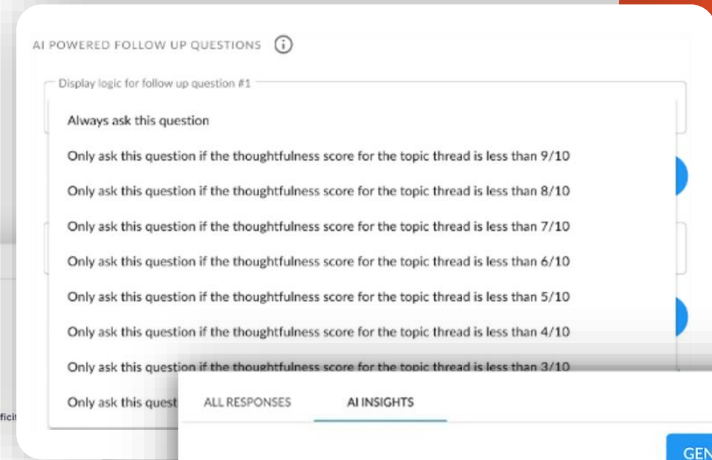 AI POWERED FOLLOW UP QUESTIONS
Display logic for follow up question #1
Always ask this question
Only ask this question if the thoughtfulness score for the topic thread is less than 9/10
Only ask this question if the thoughtfulness score for the topic thread is less than 8/10
Only ask this question if the thoughtfulness score for the topic thread is less than 7/10
Only ask this question if the thoughtfulness score for the topic thread is less than 6/10
Only ask this question if the thoughtfulness score for the topic thread is less than 5/10
Only ask this question if the thoughtfulness score for the topic thread is less than 4/10
Only ask this question if the thoughtfulness score for the topic thread is less than 3/10
Only ask this quest
ALL RESPONSES
AI INSIGHTS
GEN